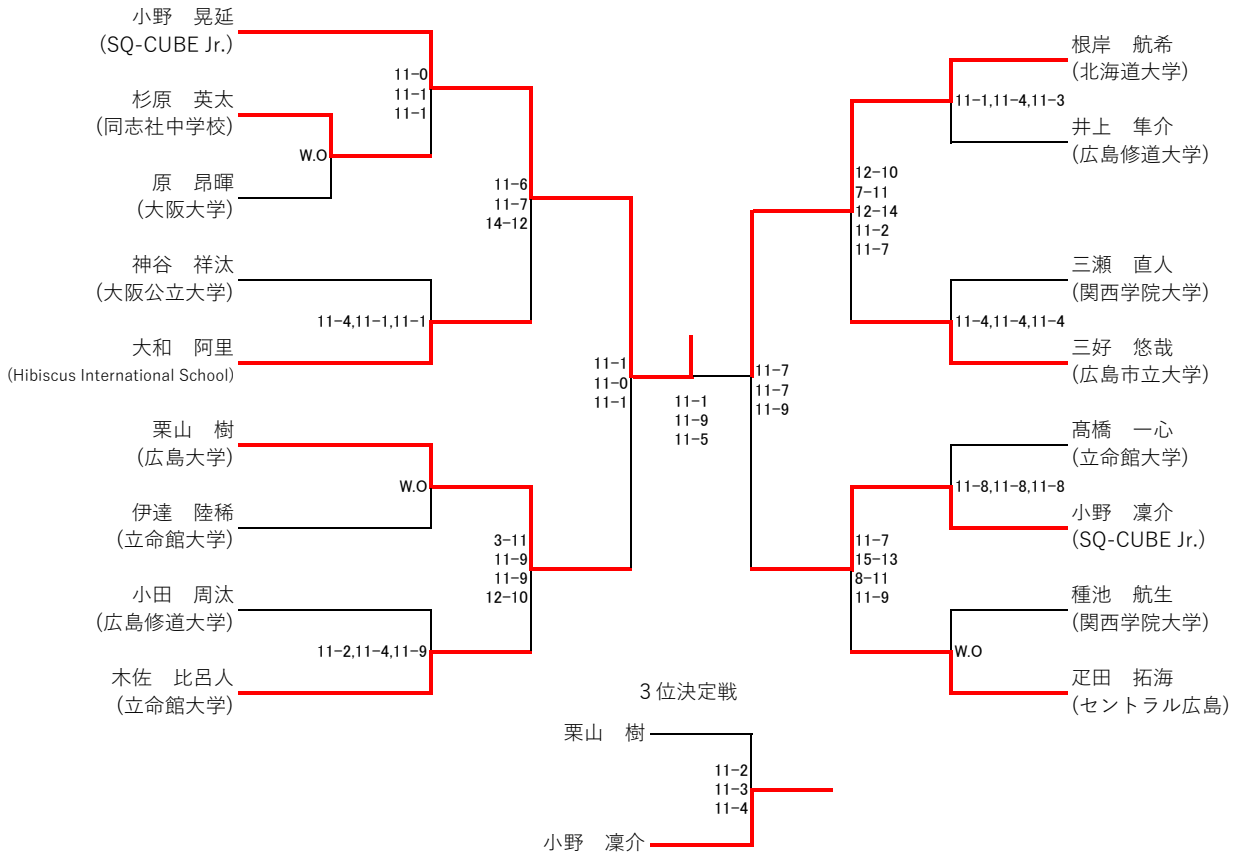 小野　晃延
(SQ-CUBE Jr.)
杉原　英太
(同志社中学校)
原　昂暉
(大阪大学)
神谷　祥汰
(大阪公立大学)
大和　阿里
(Hibiscus International School)
栗山　樹
(広島大学)
伊達　陸稀
(立命館大学)
小田　周汰
(広島修道大学)
木佐　比呂人
(立命館大学)
11-0
11-1
11-1
W.O
11-6
11-7
14-12
11-4,11-1,11-1
W.O
3-11
11-9
11-9
12-10
11-2,11-4,11-9
11-1
11-0
11-1
11-1
11-9
11-5
11-7
11-7
11-9
12-10
7-11
12-14
11-2
11-7
11-1,11-4,11-3
11-4,11-4,11-4
11-8,11-8,11-8
11-7
15-13
8-11
11-9
W.O
根岸　航希
(北海道大学)
井上　隼介
(広島修道大学)
三瀬　直人
(関西学院大学)
三好　悠哉
(広島市立大学)
髙橋　一心
(立命館大学)
小野　凜介
(SQ-CUBE Jr.)
種池　航生
(関西学院大学)
疋田　拓海
(セントラル広島)
３位決定戦
栗山　樹
11-2
11-3
11-4
小野　凜介